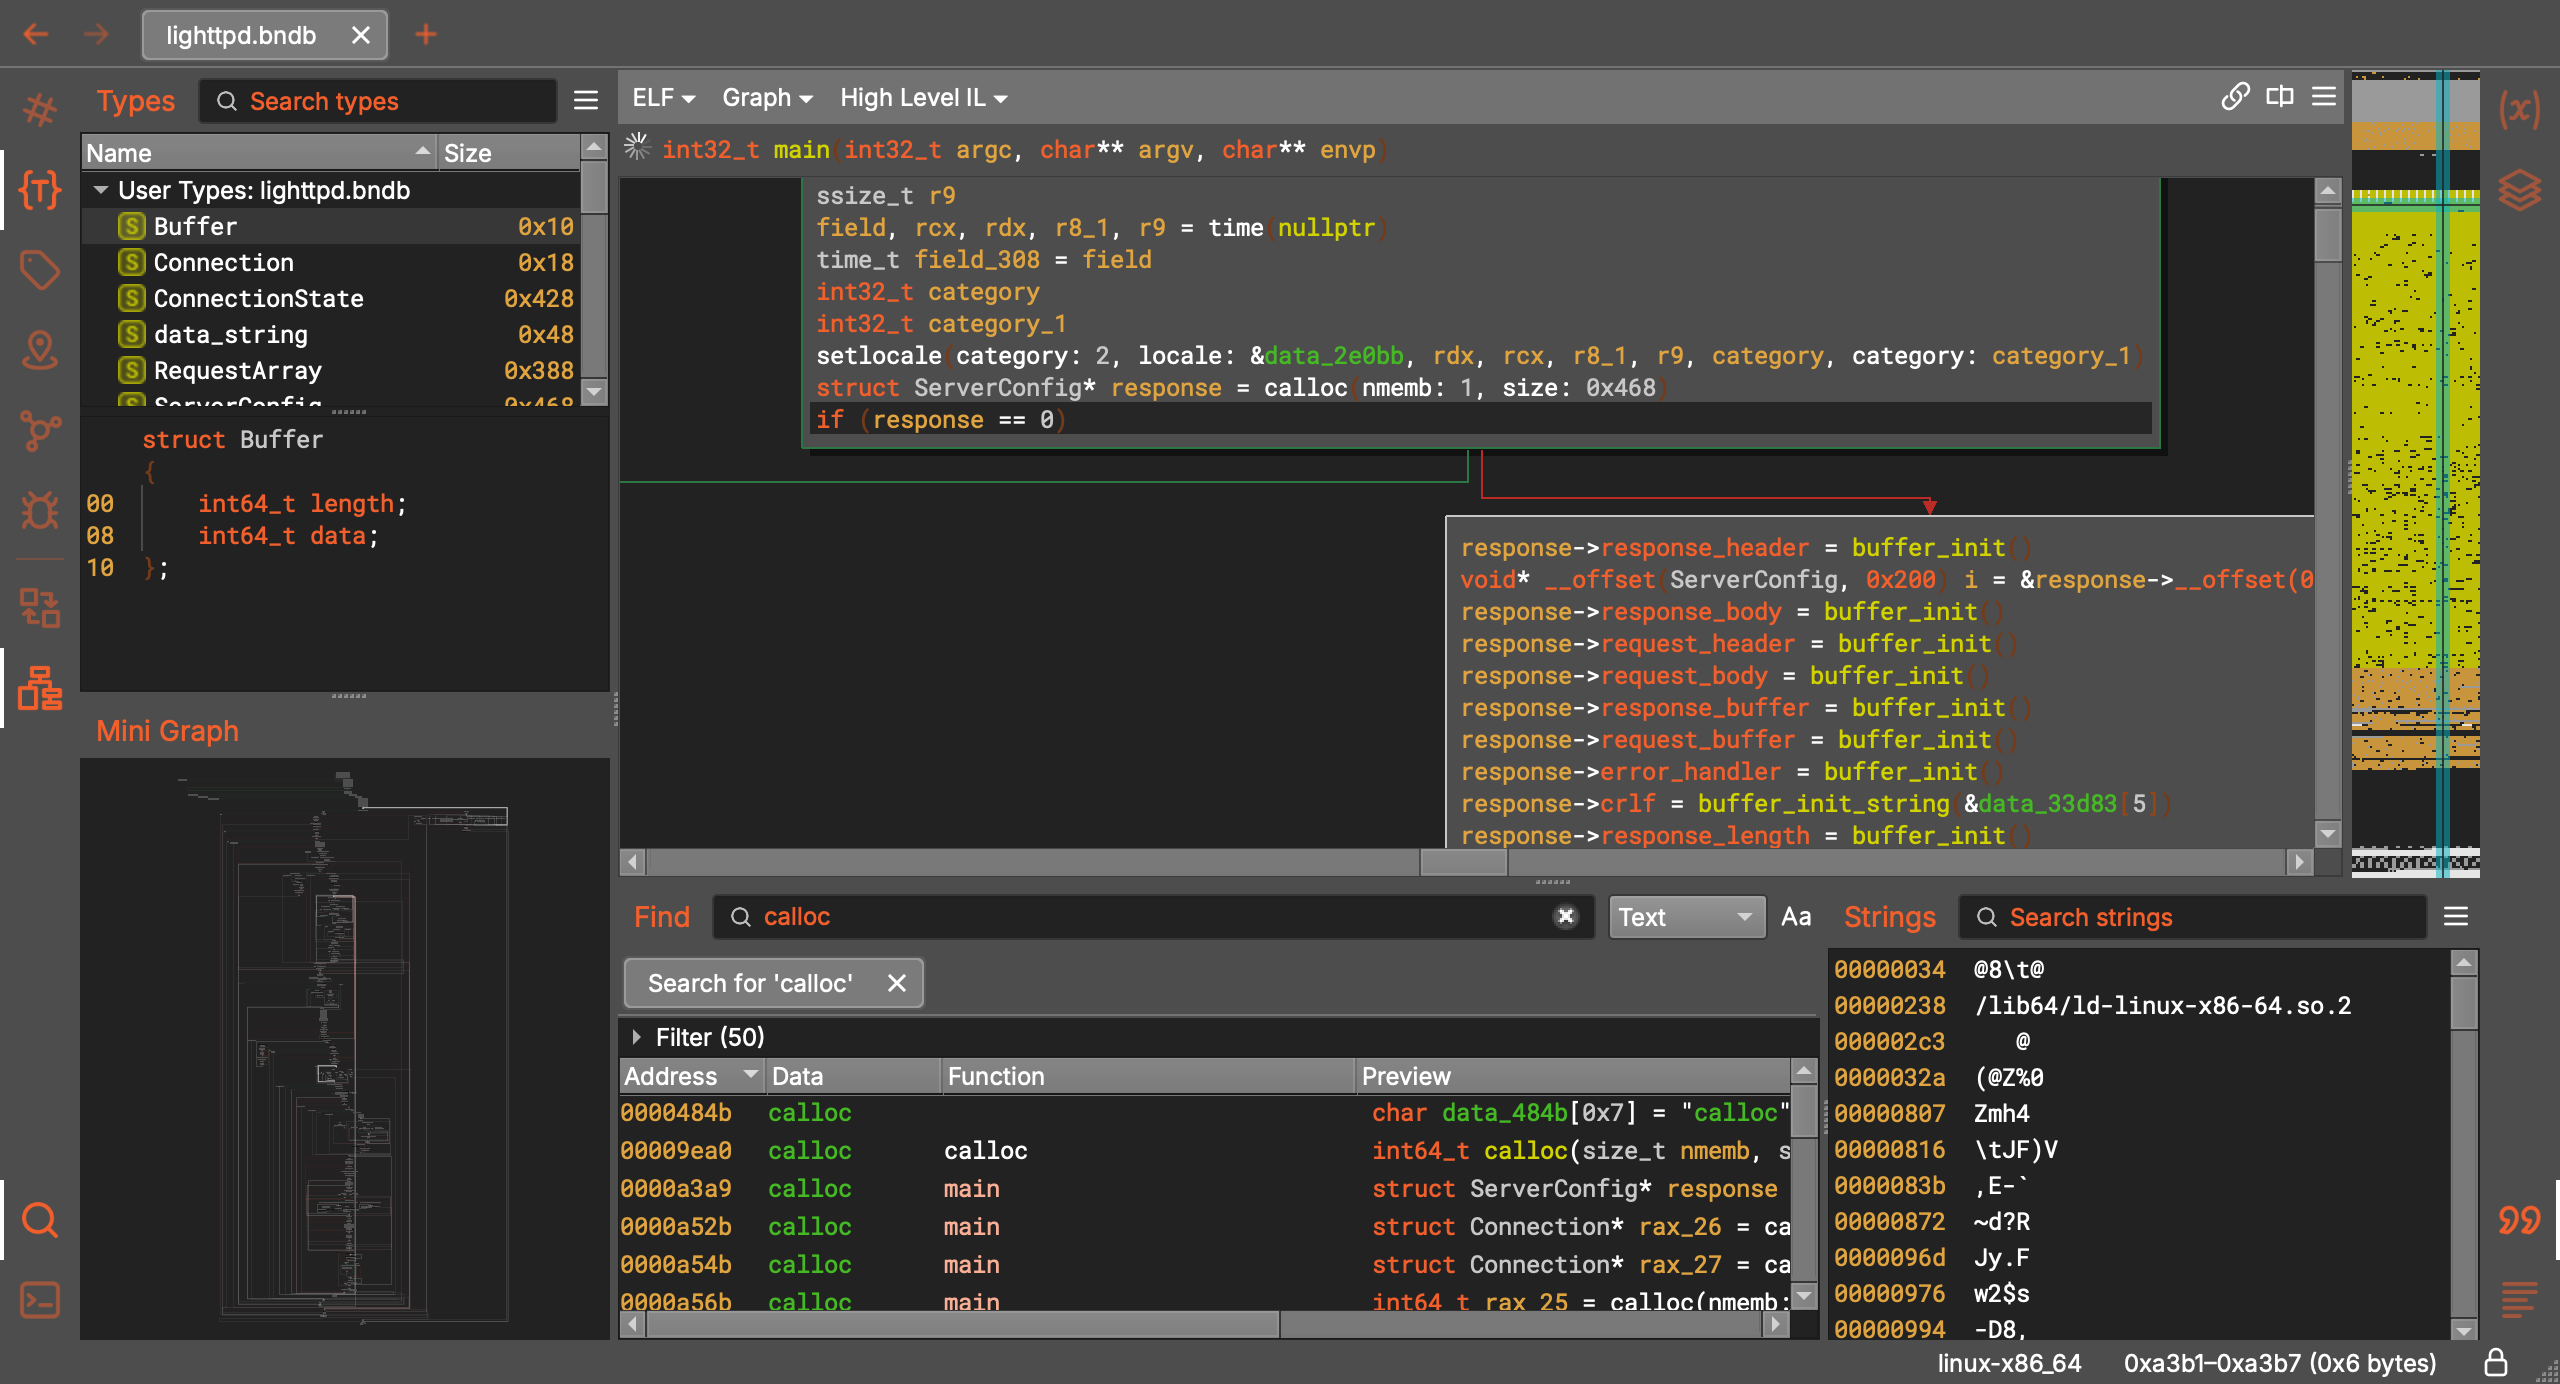 lighttpd.bndb
Types
Search types
Name Size
User Types: lighttpd.bndb
S Buffer 0x10
S Connection 0x18
S ConnectionState 0x428
S data_string 0x48
S RequestArray 0x388
S ServerConfig 0x468
struct Buffer
{
00 int64_t length;
08 int64_t data;
10 };
Mini Graph
ELF Graph High Level IL
int32_t main(int32_t argc, char** argv, char** envp)
ssize_t r9
field, rcx, rdx, r8_1, r9 = time(nullptr)
time_t field_308 = field
int32_t category
int32_t category_1
setlocale(category: 2, locale: &data_2e0bb, rdx, rcx, r8_1, r9, category, category: category_1)
struct ServerConfig* response = calloc(nmemb: 1, size: 0x468)
if (response == 0)
response->response_header = buffer_init()
void* __offset(ServerConfig, 0x200) i = &response->__offset(0
response->response_body = buffer_init()
response->request_header = buffer_init()
response->request_body = buffer_init()
response->response_buffer = buffer_init()
response->request_buffer = buffer_init()
response->error_handler = buffer_init()
response->crlf = buffer_init_string(&data_33d83[5])
response->response_length = buffer_init()
Find
calloc
Text
Aa
Search for 'calloc'
Filter (50)
Address Data Function Preview
0000484b calloc char data_484b[0x7] = "calloc"
00009ea0 calloc calloc int64_t calloc(size_t nmemb, s
0000a3a9 calloc main struct ServerConfig* response
0000a52b calloc main struct Connection* rax_26 = ca
0000a54b calloc main struct Connection* rax_27 = ca
0000a56b calloc main int64_t rax_25 = calloc(nmemb:
Strings
Search strings
00000034 @8\t@
00000238 /lib64/ld-linux-x86-64.so.2
000002c3 @
0000032a (@Z%0
00000807 Zmh4
00000816 \tJF)V
0000083b ,E-`
00000872 ~d?R
0000096d Jy.F
00000976 w2$s
00000994 -D8,
linux-x86_64 0xa3b1–0xa3b7 (0x6 bytes)